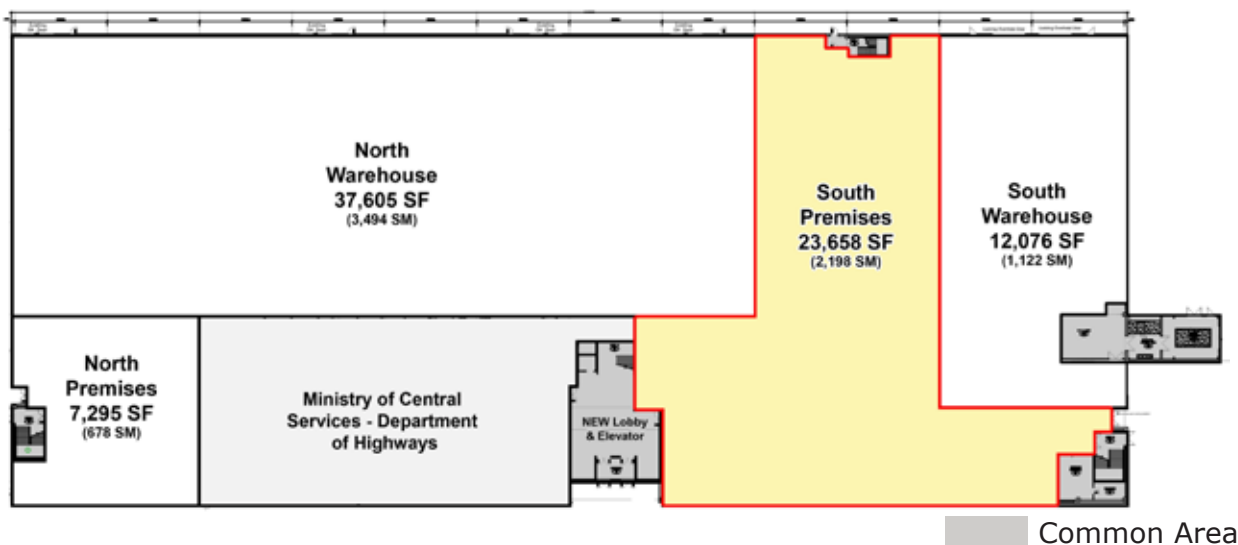 North
Warehouse
37,605 SF
(3,494 SM)
South
Premises
23,658 SF
(2,198 SM)
South
Warehouse
12,076 SF
(1,122 SM)
North
Premises
7,295 SF
(678 SM)
Ministry of Central
Services - Department
of Highways
NEW Lobby
& Elevator
Common Area